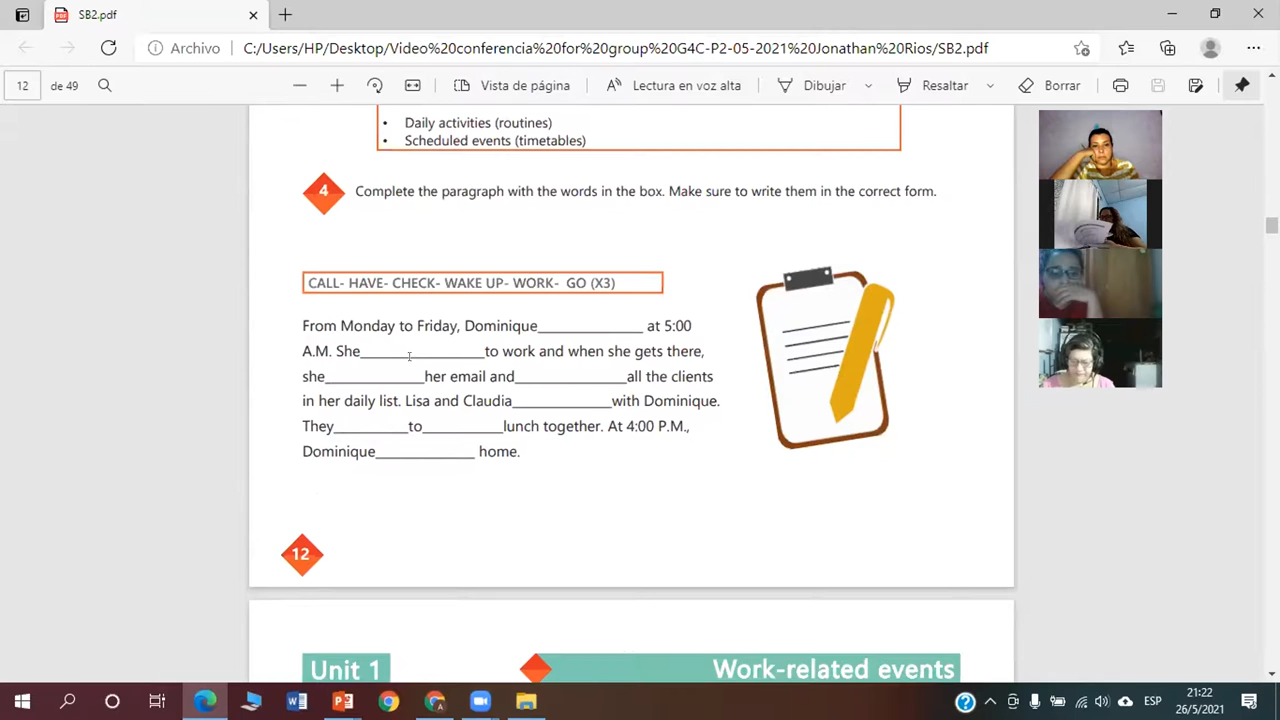 SB2.pdf
Archivo
C:/Users/HP/Desktop/Video%20conferencia%20for%20group%20G4C-P2-05-2021%20Jonathan%20Rios/SB2.pdf
12 de 49
Vista de página
Lectura en voz alta
Dibujar
Resaltar
Borrar
• Daily activities (routines)
• Scheduled events (timetables)
4
Complete the paragraph with the words in the box. Make sure to write them in the correct form.
CALL- HAVE- CHECK- WAKE UP- WORK- GO (X3)
From Monday to Friday, Dominique______________ at 5:00
A.M. She_________________to work and when she gets there,
she______________her email and________________all the clients
in her daily list. Lisa and Claudia______________with Dominique.
They__________to___________lunch together. At 4:00 P.M.,
Dominique______________ home.
12
Unit 1
Work-related events
ESP
21:22
26/5/2021